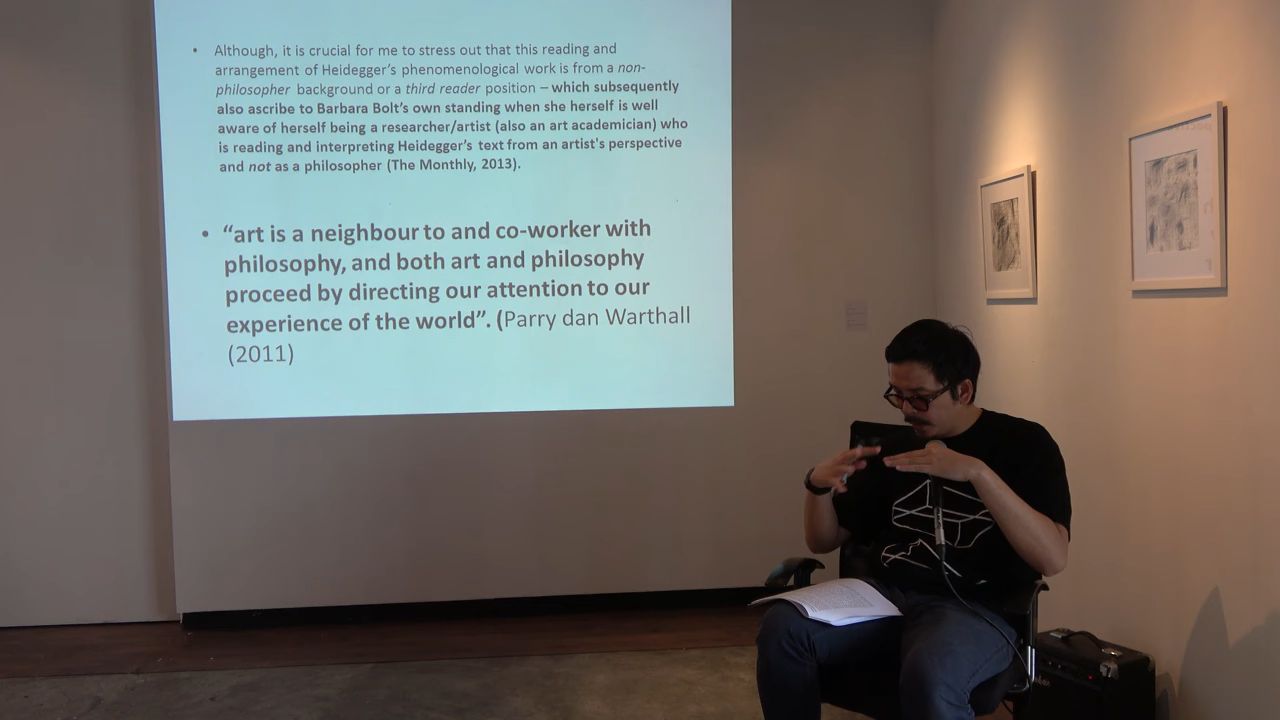 • Although, it is crucial for me to stress out that this reading and
arrangement of Heidegger's phenomenological work is from a non-
philosopher background or a third reader position – which subsequently
also ascribe to Barbara Bolt's own standing when she herself is well
aware of herself being a researcher/artist (also an art academician) who
is reading and interpreting Heidegger's text from an artist's perspective
and not as a philosopher (The Monthly, 2013).
• “art is a neighbour to and co-worker with
philosophy, and both art and philosophy
proceed by directing our attention to our
experience of the world”. (Parry dan Warthall
(2011)